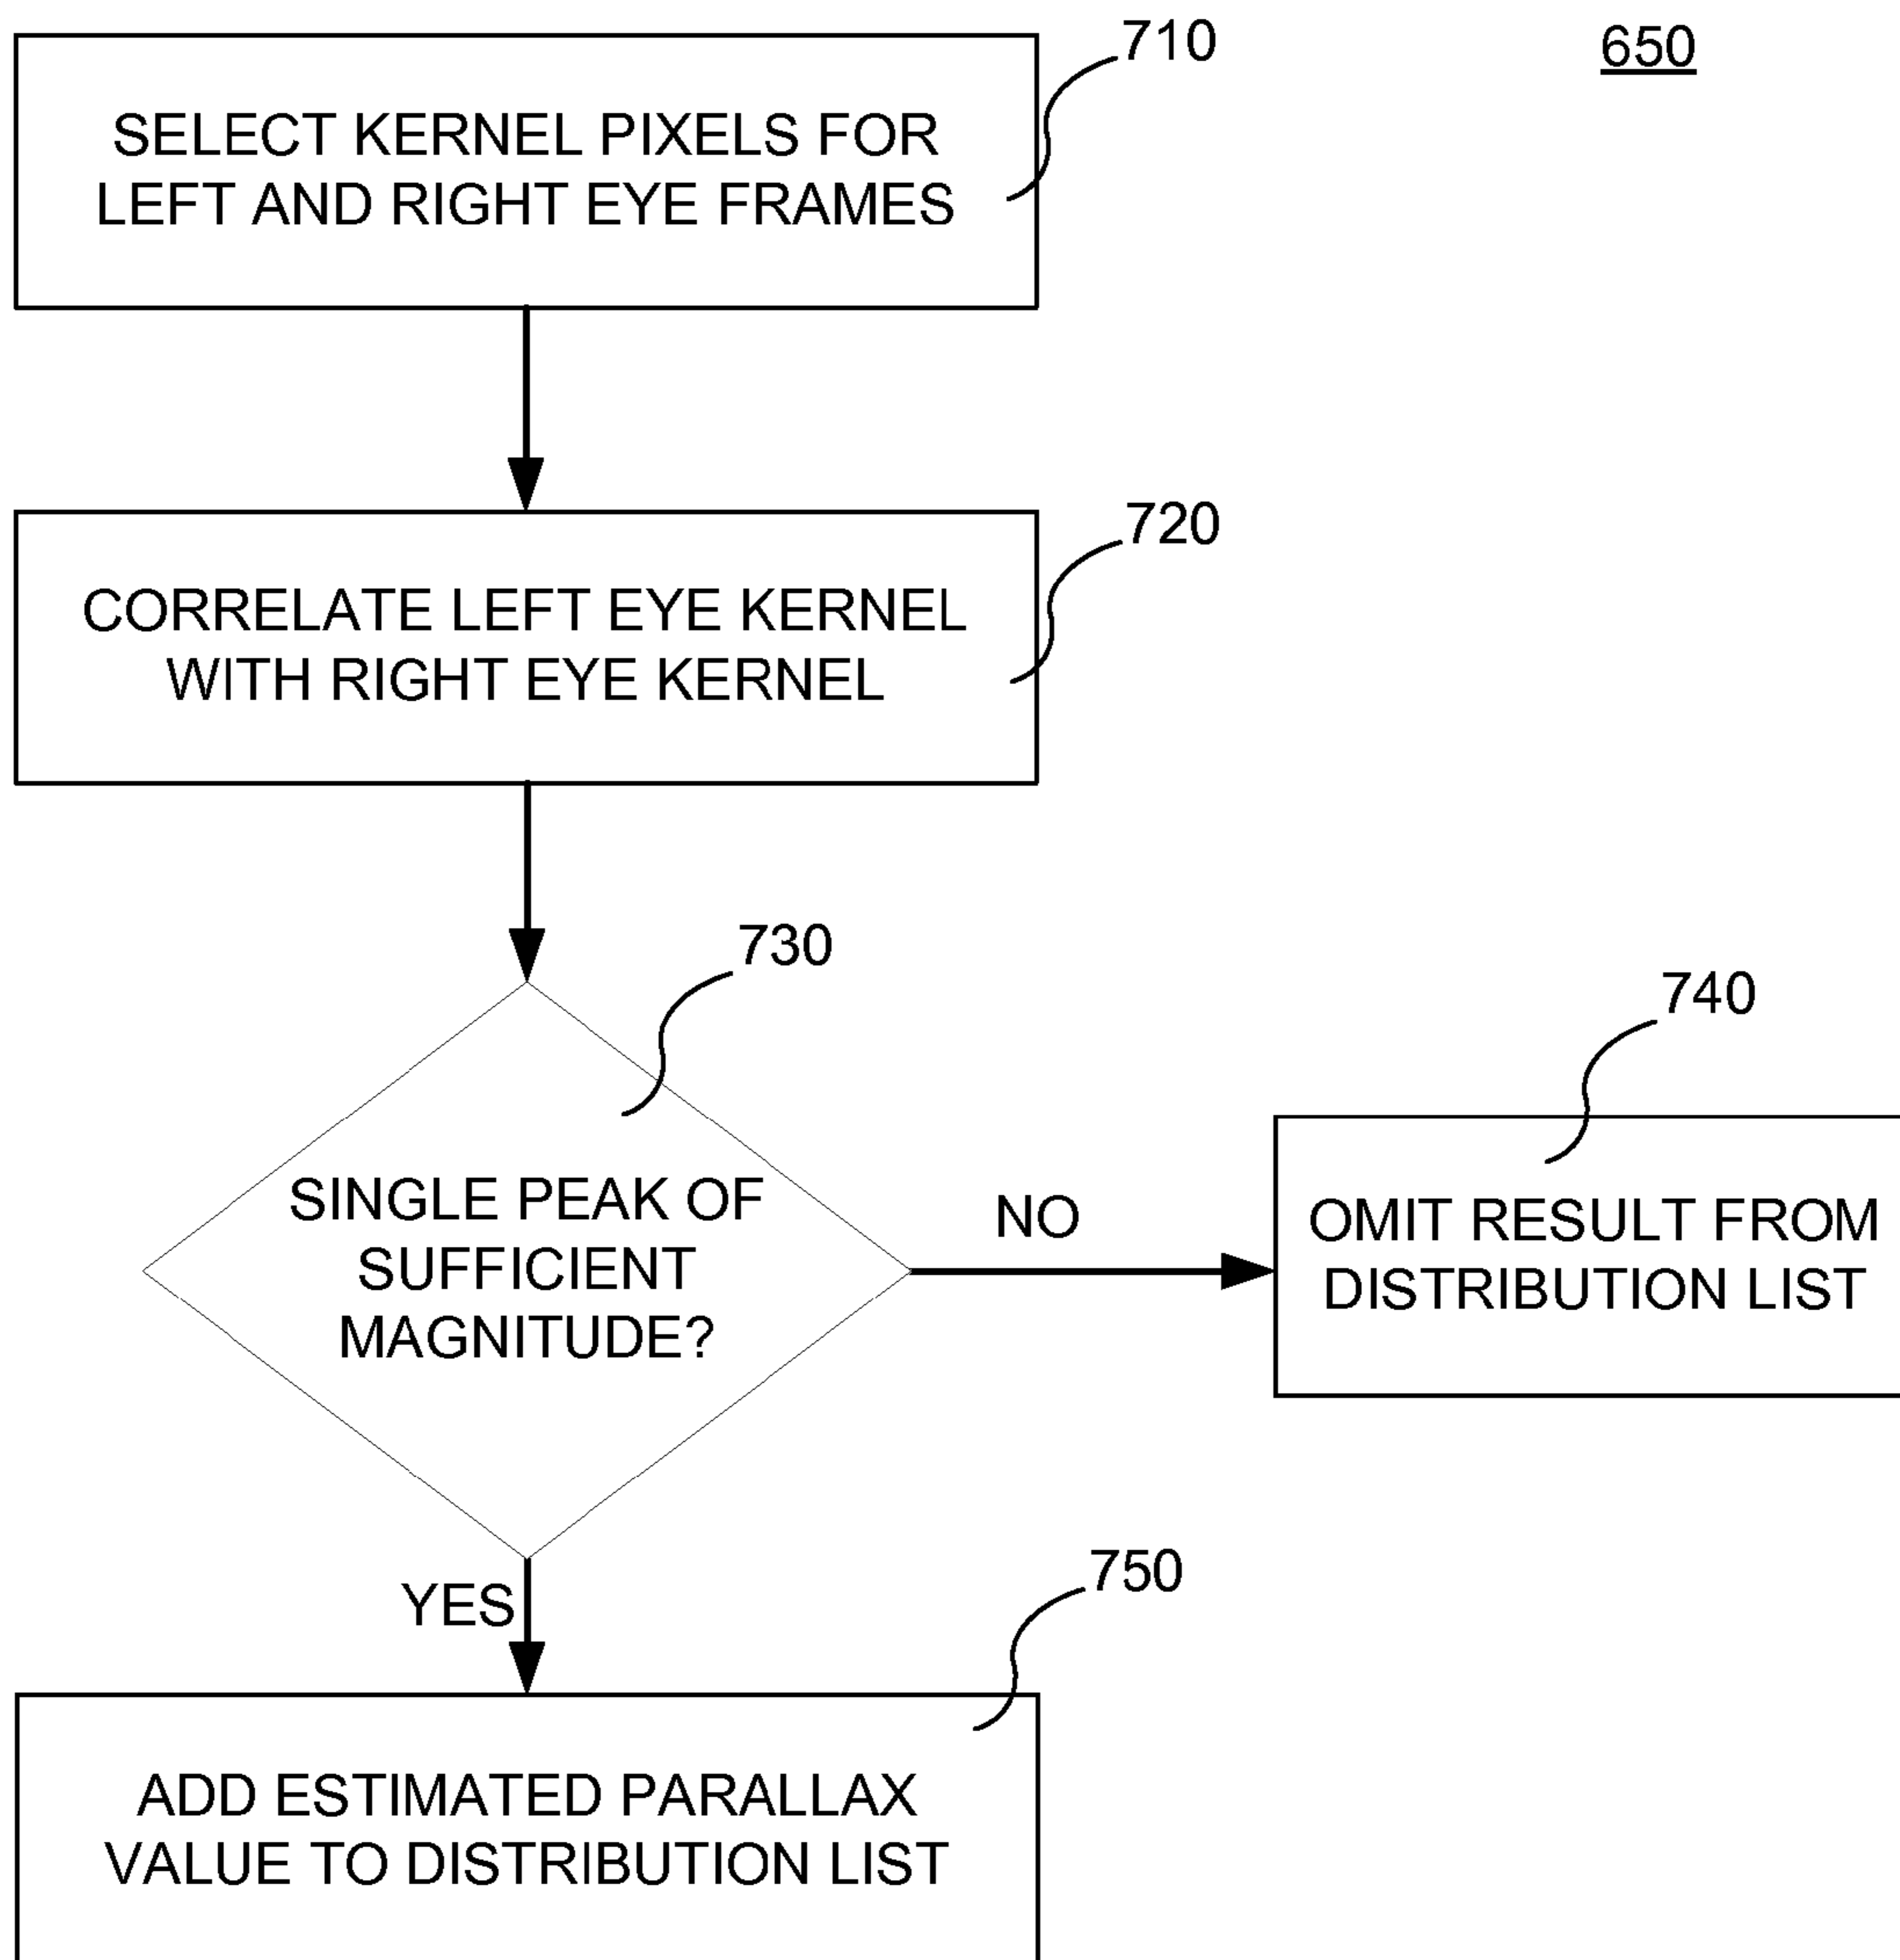 710
650
SELECT KERNEL PIXELS FOR
LEFT AND RIGHT EYE FRAMES
720
CORRELATE LEFT EYE KERNEL
WITH RIGHT EYE KERNEL
730
740
SINGLE PEAK OF
SUFFICIENT
MAGNITUDE?
NO
OMIT RESULT FROM
DISTRIBUTION LIST
YES
750
ADD ESTIMATED PARALLAX
VALUE TO DISTRIBUTION LIST